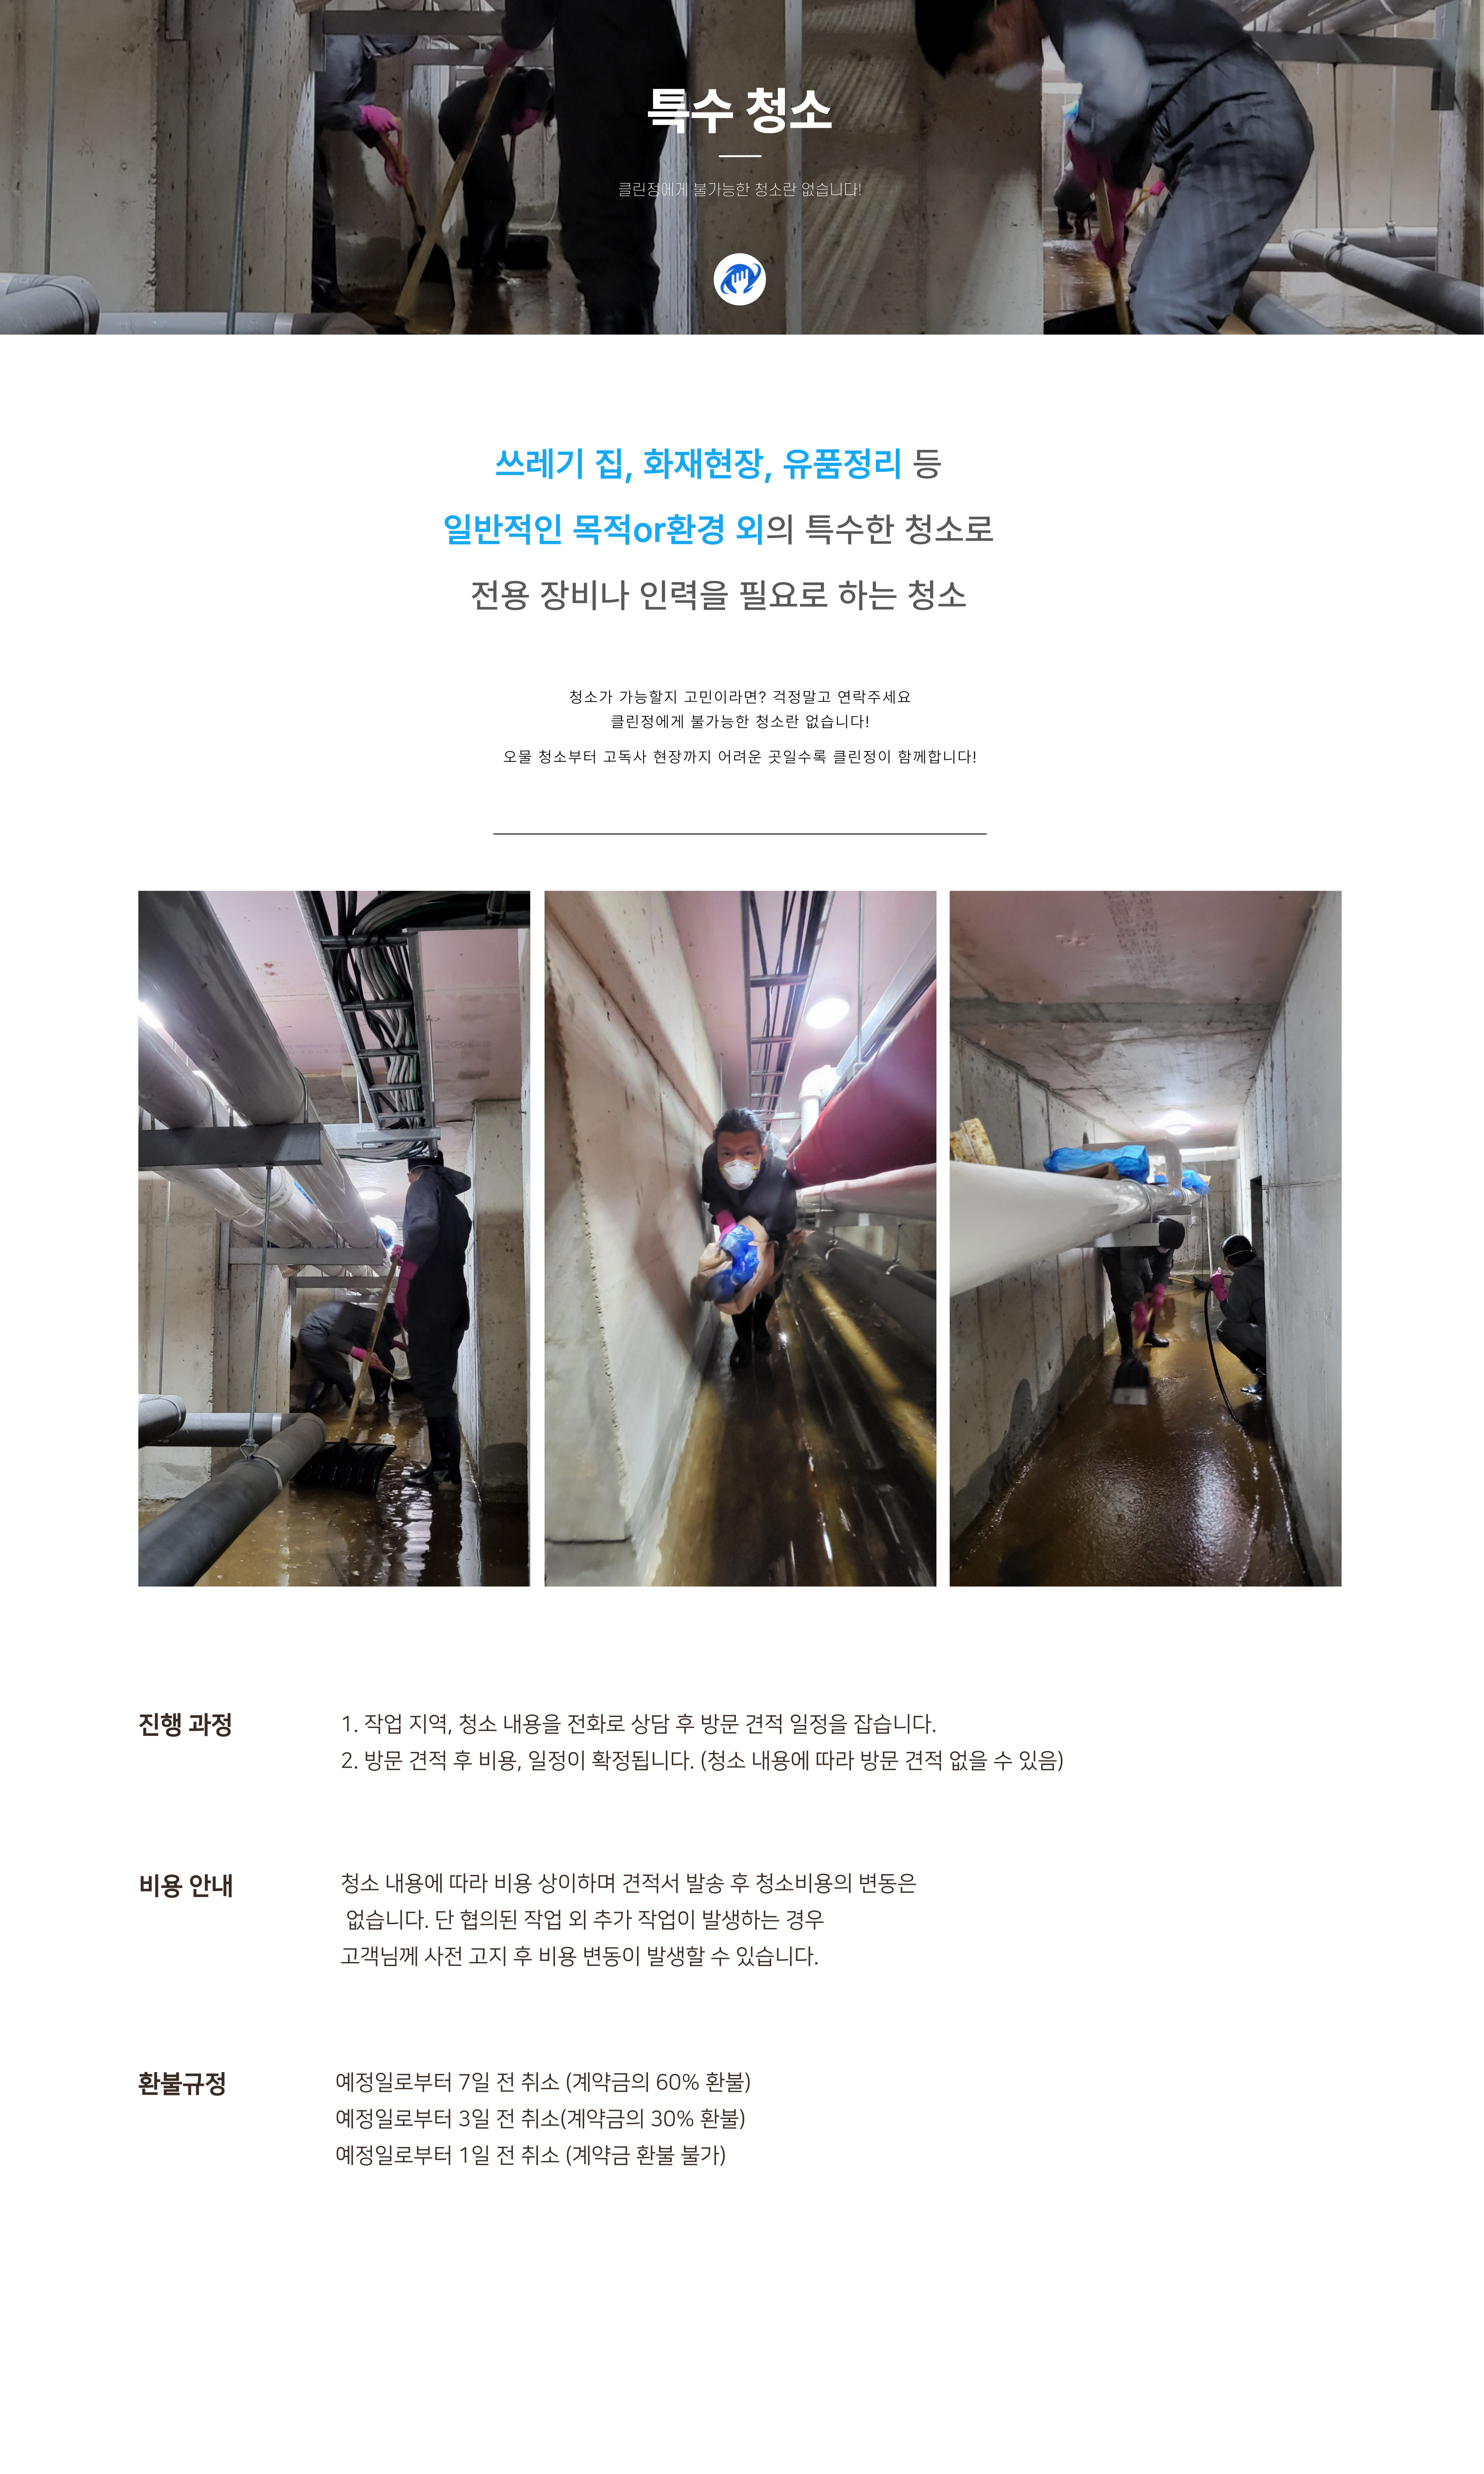 특수 청소
클린정에게 불가능한 청소란 없습니다!
쓰레기 집, 화재현장, 유품정리 등
일반적인 목적or환경 외의 특수한 청소로
전용 장비나 인력을 필요로 하는 청소
청소가 가능할지 고민이라면? 걱정말고 연락주세요
클린정에게 불가능한 청소란 없습니다!
오물 청소부터 고독사 현장까지 어려운 곳일수록 클린정이 함께합니다!
진행 과정
1. 작업 지역, 청소 내용을 전화로 상담 후 방문 견적 일정을 잡습니다.
2. 방문 견적 후 비용, 일정이 확정됩니다. (청소 내용에 따라 방문 견적 없을 수 있음)
비용 안내
청소 내용에 따라 비용 상이하며 견적서 발송 후 청소비용의 변동은
없습니다. 단 협의된 작업 외 추가 작업이 발생하는 경우
고객님께 사전 고지 후 비용 변동이 발생할 수 있습니다.
환불규정
예정일로부터 7일 전 취소 (계약금의 60% 환불)
예정일로부터 3일 전 취소(계약금의 30% 환불)
예정일로부터 1일 전 취소 (계약금 환불 불가)